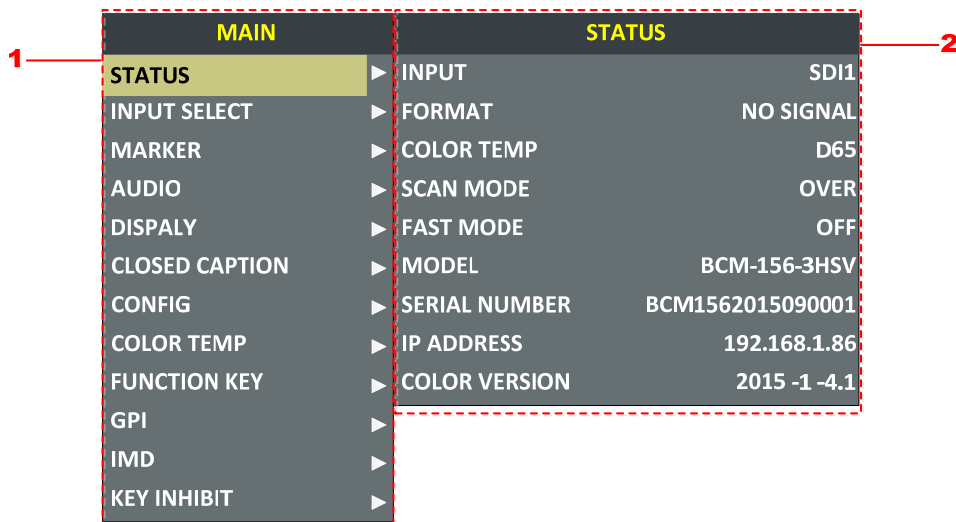 MAIN
STATUS
1
2
STATUS
INPUT SELECT
MARKER
AUDIO
DISPALY
CLOSED CAPTION
CONFIG
COLOR TEMP
FUNCTION KEY
GPI
IMD
KEY INHIBIT
INPUT SDI1
FORMAT NO SIGNAL
COLOR TEMP D65
SCAN MODE OVER
FAST MODE OFF
MODEL BCM-156-3HSV
SERIAL NUMBER BCM1562015090001
IP ADDRESS 192.168.1.86
COLOR VERSION 2015 -1 -4.1